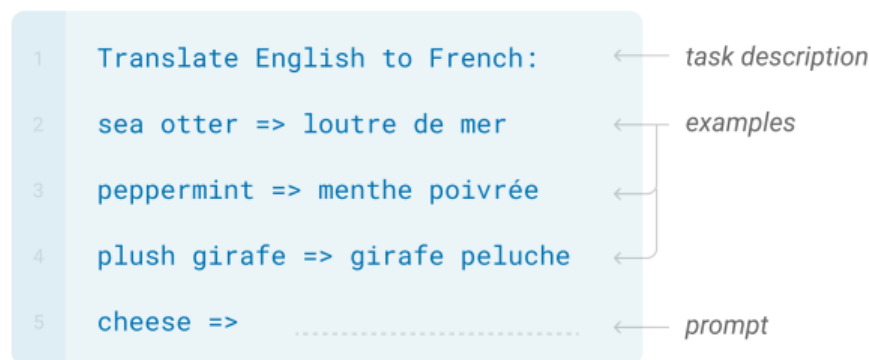 1 Translate English to French: task description
2 sea otter => loutre de mer examples
3 peppermint => menthe poivrée
4 plush girafe => girafe peluche
5 cheese => prompt